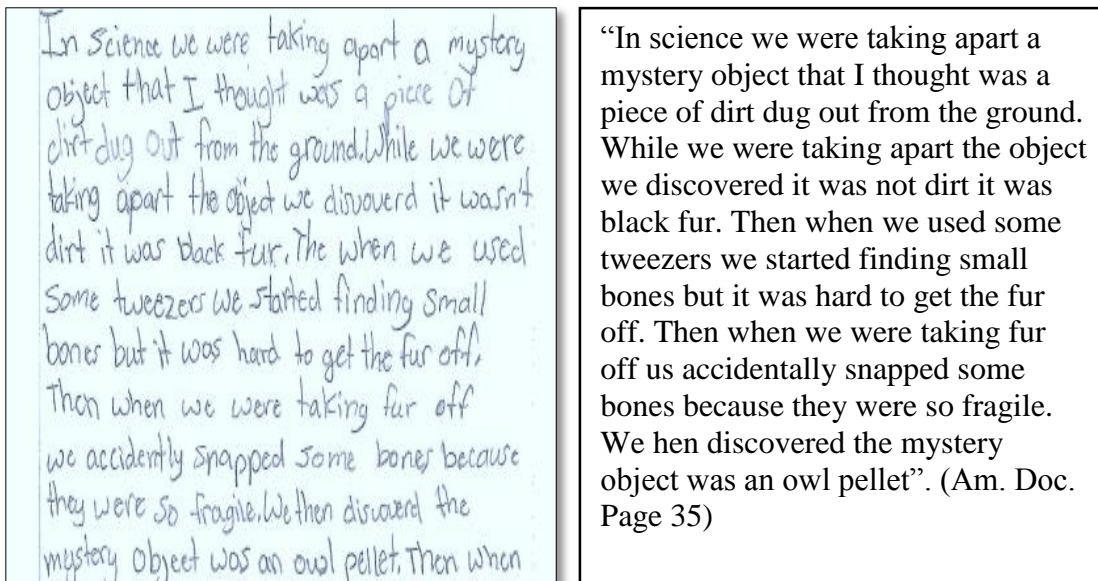 In Science we were taking apart a mystery
object that I thought was a piece Of
dirt dug out from the ground. While we were
taking apart the object we disvouerd it wasn't
dirt it was black fur. The when we used
Some tweezers we started finding small
bones but it was hard to get the fur off.
Then when we were taking fur off
we accidently snapped some bones because
they were so fragile. We then disvouerd the
mystery object was an owl pellet. Then when
“In science we were taking apart a
mystery object that I thought was a
piece of dirt dug out from the ground.
While we were taking apart the object
we discovered it was not dirt it was
black fur. Then when we used some
tweezers we started finding small
bones but it was hard to get the fur
off. Then when we were taking fur
off us accidentally snapped some
bones because they were so fragile.
We hen discovered the mystery
object was an owl pellet”. (Am. Doc.
Page 35)